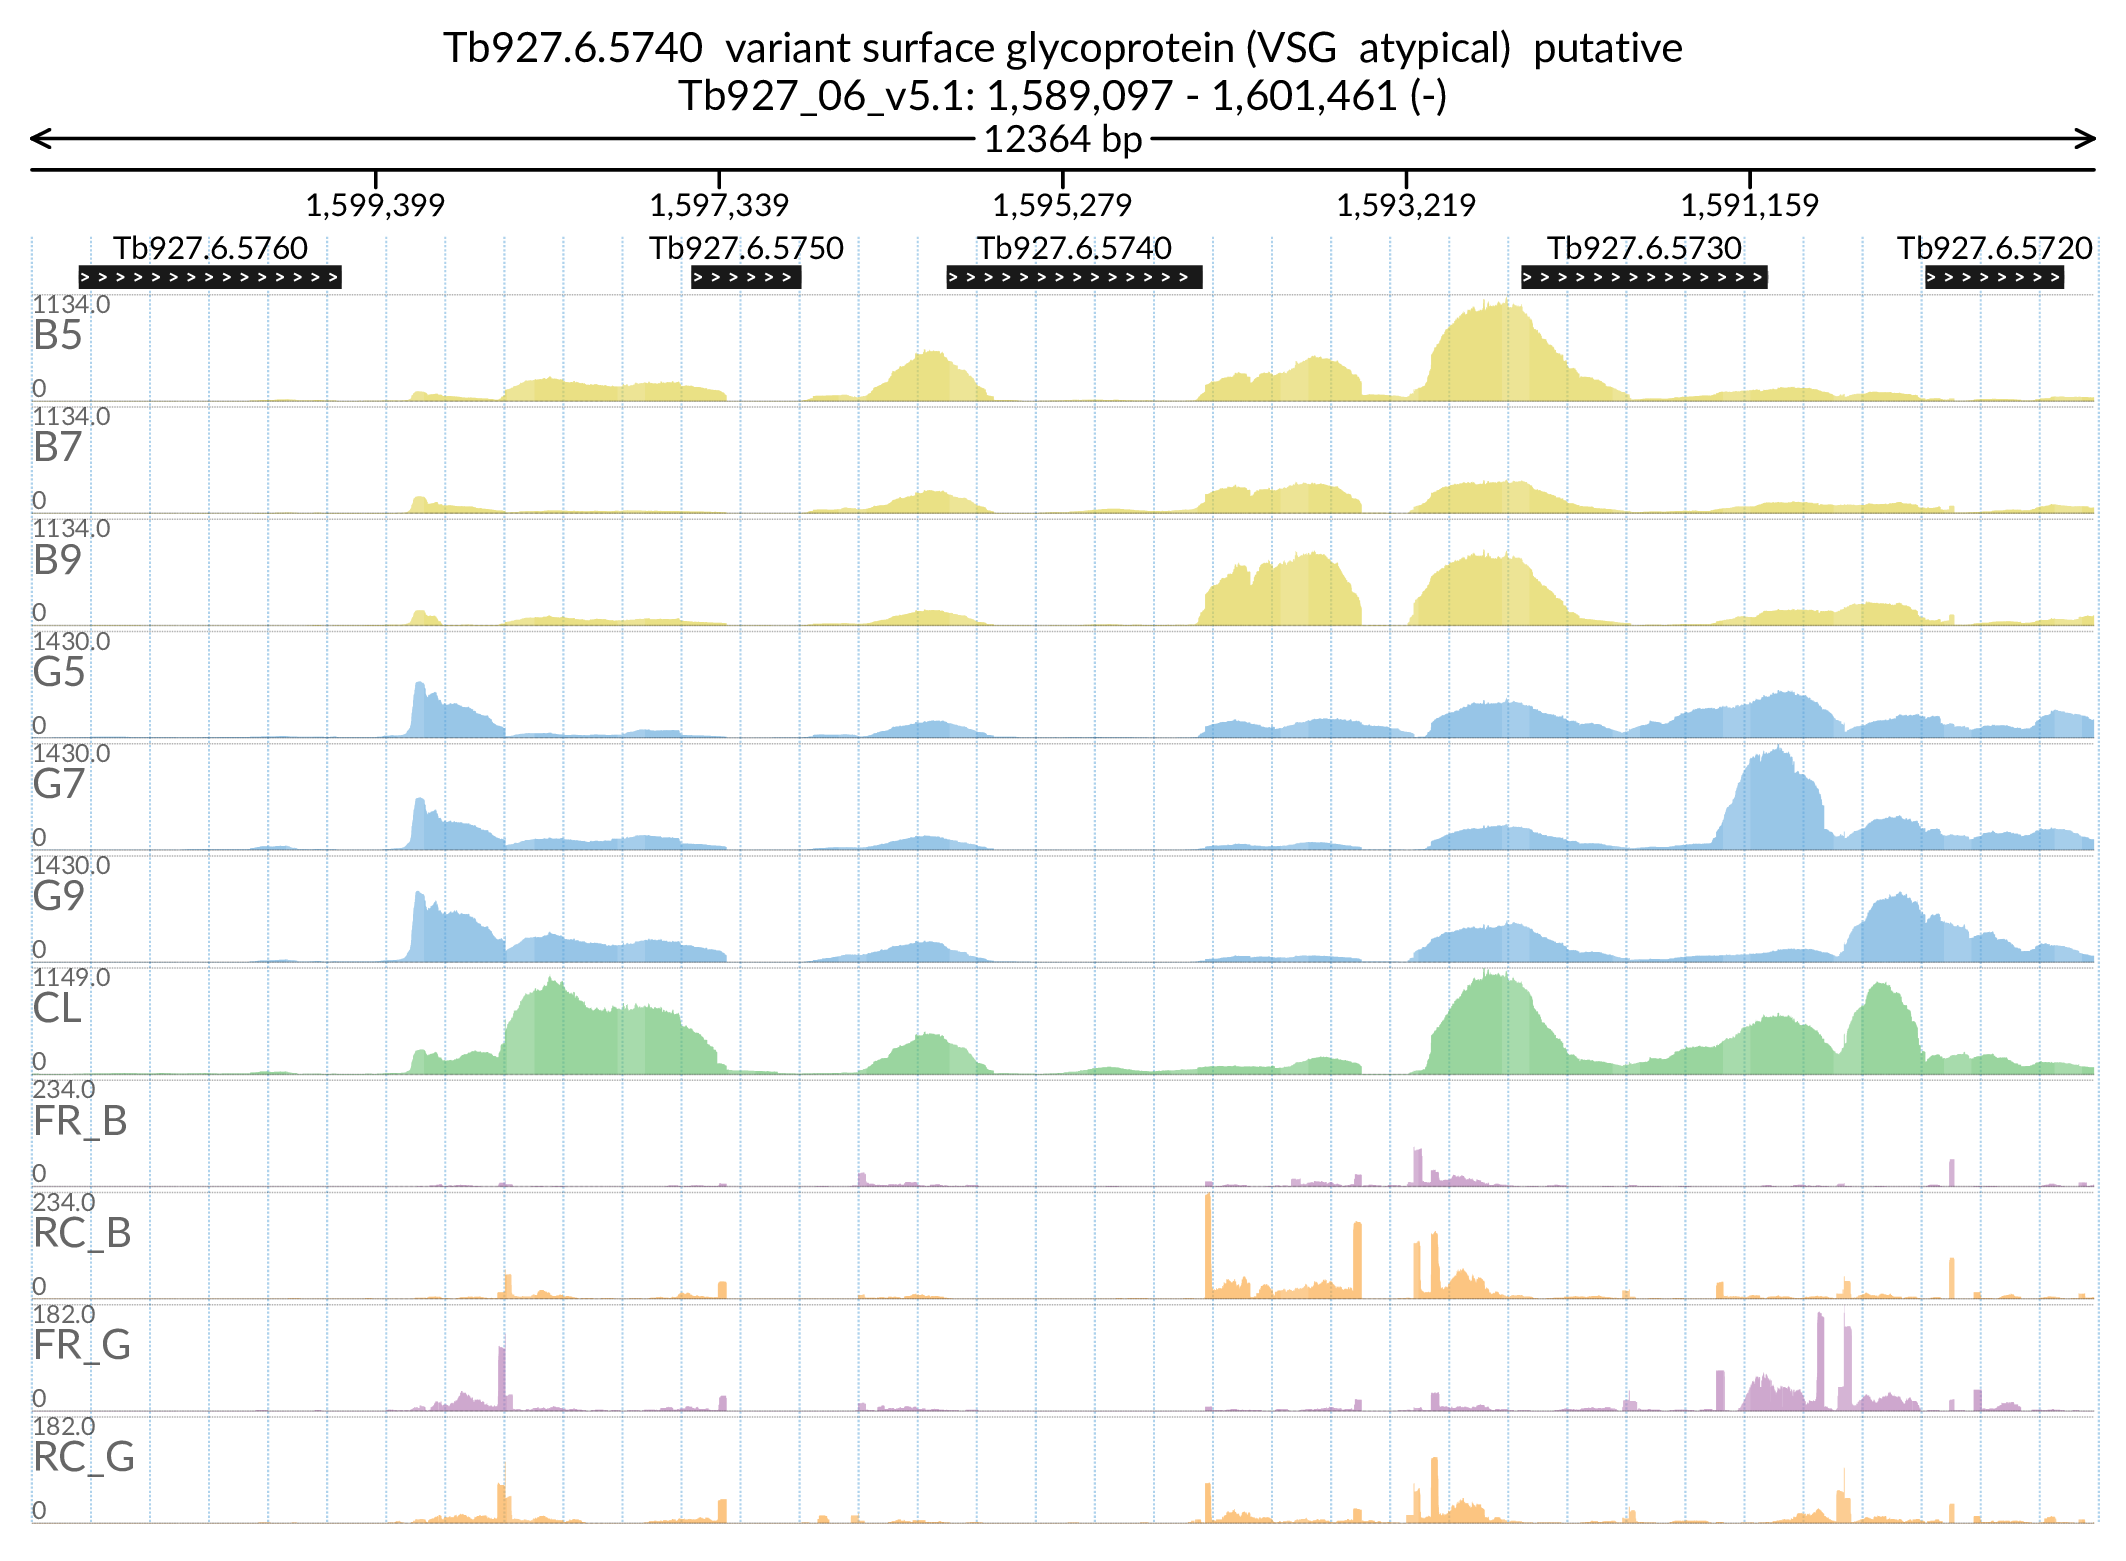 Tb927.6.5740  variant surface glycoprotein (VSG  atypical)  putative
Tb927_06_v5.1: 1,589,097 - 1,601,461 (-)
12364 bp
1,599,399 1,597,339 1,595,279 1,593,219 1,591,159
Tb927.6.5760 Tb927.6.5750 Tb927.6.5740 Tb927.6.5730 Tb927.6.5720
1134.0
B5
0
1134.0
B7
0
1134.0
B9
0
1430.0
G5
0
1430.0
G7
0
1430.0
G9
0
1149.0
CL
0
234.0
FR_B
0
234.0
RC_B
0
182.0
FR_G
0
182.0
RC_G
0